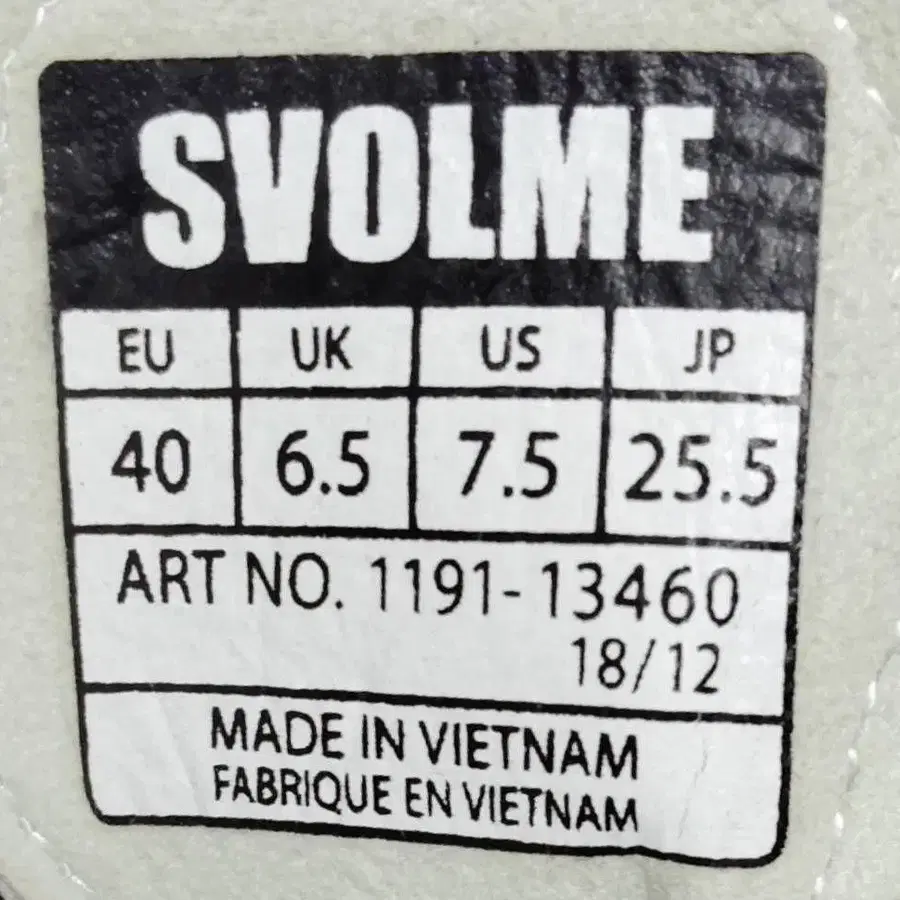 SVOLME
EU UK US JP
40 6.5 7.5 25.5
ART NO. 1191-13460
18/12
MADE IN VIETNAM
FABRIQUE EN VIETNAM